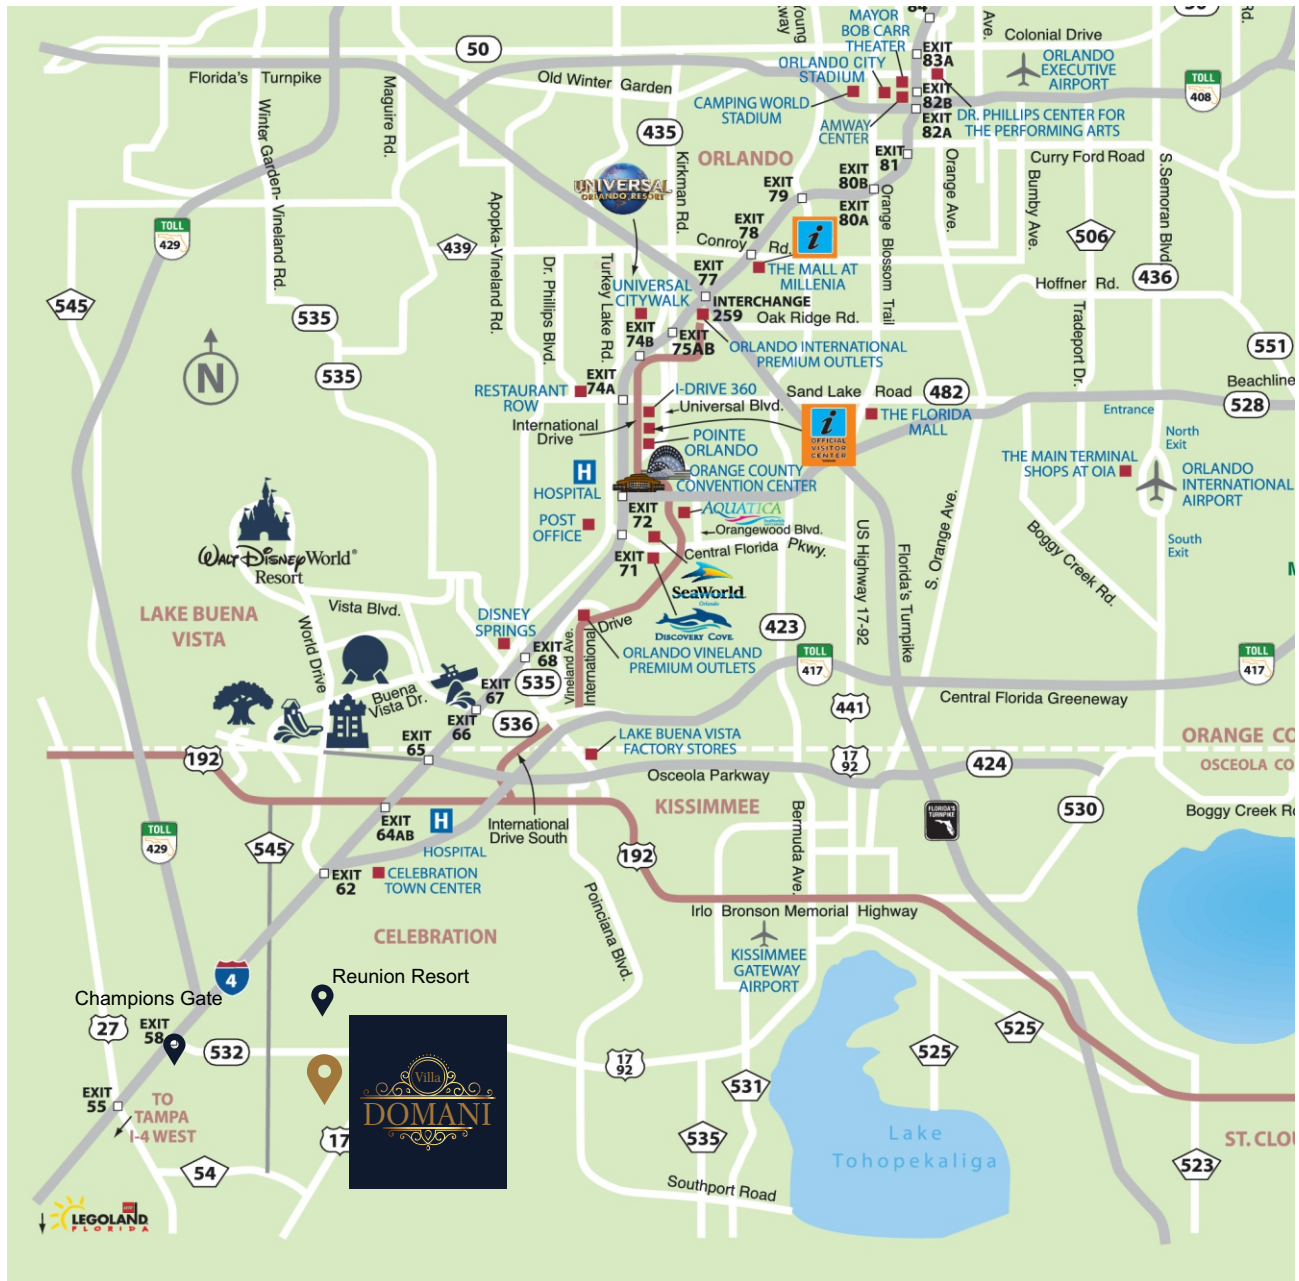 MAYOR
BOB CARR
THEATER
ORLANDO CITY
STADIUM
CAMPING WORLD
STADIUM
AMWAY
CENTER
84
EXIT
83A
EXIT
82B
EXIT
82A
Ave.
Colonial Drive
ORLANDO
EXECUTIVE
AIRPORT
TOLL
408
DR. PHILLIPS CENTER FOR
THE PERFORMING ARTS
50
Florida's Turnpike
Old Winter Garden
Maguire Rd.
Winter Garden-Vineland Rd.
435
ORLANDO
Kirkman Rd.
EXIT
81
EXIT
80B
EXIT
80A
EXIT
79
EXIT
78
Curry Ford Road
Orange Ave.
Bumby Ave.
S.Semoran Blvd.
506
436
UNIVERSAL
ORLANDO RESORT
TOLL
429
439
Apopka-Vineland Rd.
Dr. Phillips Blvd.
Turkey Lake Rd.
Conroy Rd.
i
THE MALL AT
MILLENIA
Orange Blossom Trail
Hoffner Rd.
545
535
535
N
UNIVERSAL
CITYWALK
EXIT
77
INTERCHANGE
259
Oak Ridge Rd.
EXIT
74B
EXIT
75AB
ORLANDO INTERNATIONAL
PREMIUM OUTLETS
Tradeport Dr.
551
Beachline
528
EXIT
74A
RESTAURANT
ROW
International
Drive
I-DRIVE 360
Universal Blvd.
POINTE
ORLANDO
Sand Lake Road
482
i
OFFICIAL
VISITOR
CENTER
THE FLORIDA
MALL
Entrance
North
Exit
THE MAIN TERMINAL
SHOPS AT OIA
ORLANDO
INTERNATIONAL
AIRPORT
South
Exit
H
HOSPITAL
ORANGE COUNTY
CONVENTION CENTER
POST
OFFICE
EXIT
72
AQUATICA
Orangewood Blvd.
EXIT
71
Central Florida Pkwy.
SeaWorld
Orlando
DISCOVERY COVE
US Highway 17-92
Florida's Turnpike
S. Orange Ave.
Boggy Creek Rd.
WALT DISNEY World®
Resort
LAKE BUENA
VISTA
Vista Blvd.
World Drive
Buena
Vista Dr.
DISNEY
SPRINGS
EXIT
68
535
EXIT
67
EXIT
66
536
EXIT
65
Vineland Ave.
International Drive
ORLANDO VINELAND
PREMIUM OUTLETS
423
TOLL
417
TOLL
417
Central Florida Greeneway
441
17
92
LAKE BUENA VISTA
FACTORY STORES
Osceola Parkway
424
ORANGE CO
OSCEOLA CO
192
KISSIMMEE
530
Boggy Creek R
FLORIDA'S
TURNPIKE
TOLL
429
545
EXIT
64AB
H
HOSPITAL
International
Drive South
EXIT
62
CELEBRATION
TOWN CENTER
192
Bermuda Ave.
Irlo Bronson Memorial Highway
Poinciana Blvd.
CELEBRATION
KISSIMMEE
GATEWAY
AIRPORT
4
Reunion Resort
Champions Gate
27
EXIT
58
532
EXIT
55
TO
TAMPA
I-4 WEST
Villa
DOMANI
17
17
92
531
535
525
525
523
54
Lake
Tohopekaliga
ST. CLOU
Southport Road
LEGOLAND
FLORIDA